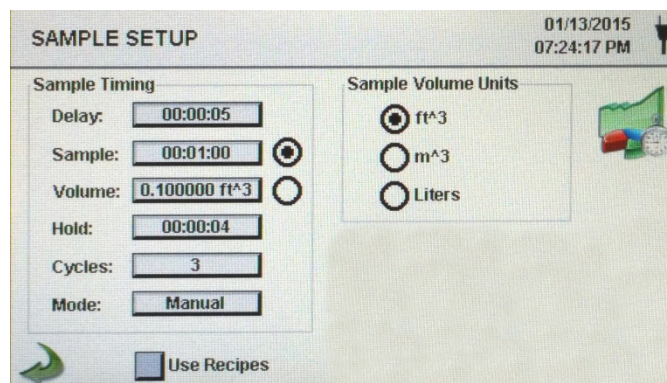 SAMPLE SETUP
01/13/2015
07:24:17 PM
Sample Timing
Delay: 00:00:05
Sample: 00:01:00
Volume: 0.100000 ft^3
Hold: 00:00:04
Cycles: 3
Mode: Manual
Use Recipes
Sample Volume Units
ft^3
m^3
Liters